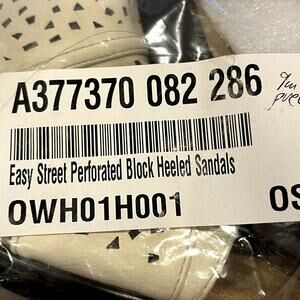 A377370 082 286
Easy Street Perforated Block Heeled Sandals
OWH01H001 OS